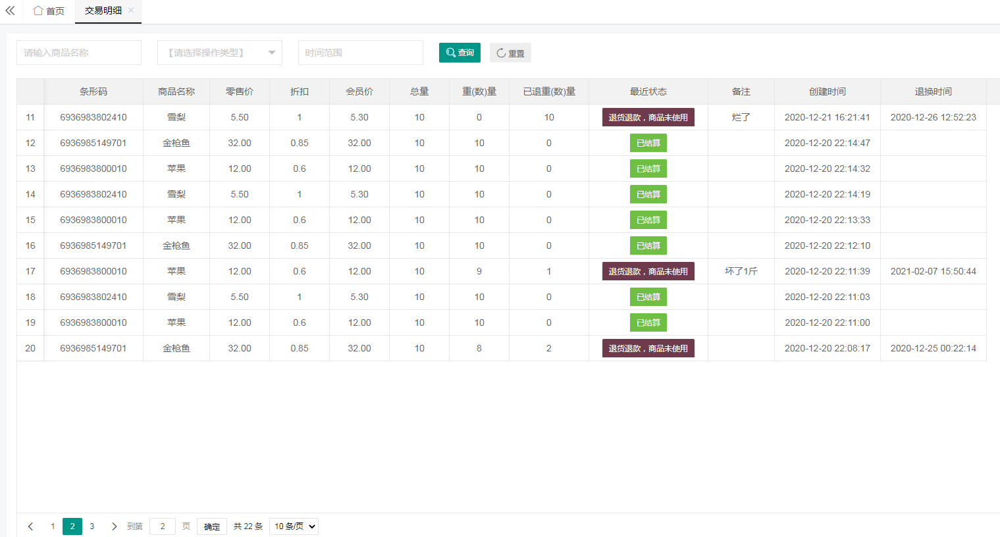 首页 交易明细
请输入商品名称 【请选择操作类型】 时间范围 查询 重置
条形码 商品名称 零售价 折扣 会员价 总量 重(数)量 已退重(数)量 最近状态 备注 创建时间 退换时间
11 6936983802410 雪梨 5.50 1 5.30 10 0 10 退货退款，商品未使用 烂了 2020-12-21 16:21:41 2020-12-26 12:52:23
12 6936985149701 金枪鱼 32.00 0.85 32.00 10 10 0 已结算 2020-12-20 22:14:47
13 6936983800010 苹果 12.00 0.6 12.00 10 10 0 已结算 2020-12-20 22:14:32
14 6936983802410 雪梨 5.50 1 5.30 10 10 0 已结算 2020-12-20 22:14:19
15 6936983800010 苹果 12.00 0.6 12.00 10 10 0 已结算 2020-12-20 22:13:33
16 6936985149701 金枪鱼 32.00 0.85 32.00 10 10 0 已结算 2020-12-20 22:12:10
17 6936983800010 苹果 12.00 0.6 12.00 10 9 1 退货退款，商品未使用 坏了1斤 2020-12-20 22:11:39 2021-02-07 15:50:44
18 6936983802410 雪梨 5.50 1 5.30 10 10 0 已结算 2020-12-20 22:11:03
19 6936983800010 苹果 12.00 0.6 12.00 10 10 0 已结算 2020-12-20 22:11:00
20 6936985149701 金枪鱼 32.00 0.85 32.00 10 8 2 退货退款，商品未使用 2020-12-20 22:08:17 2020-12-25 00:22:14
1 2 3 到第 2 页 确定 共 22 条 10 条/页